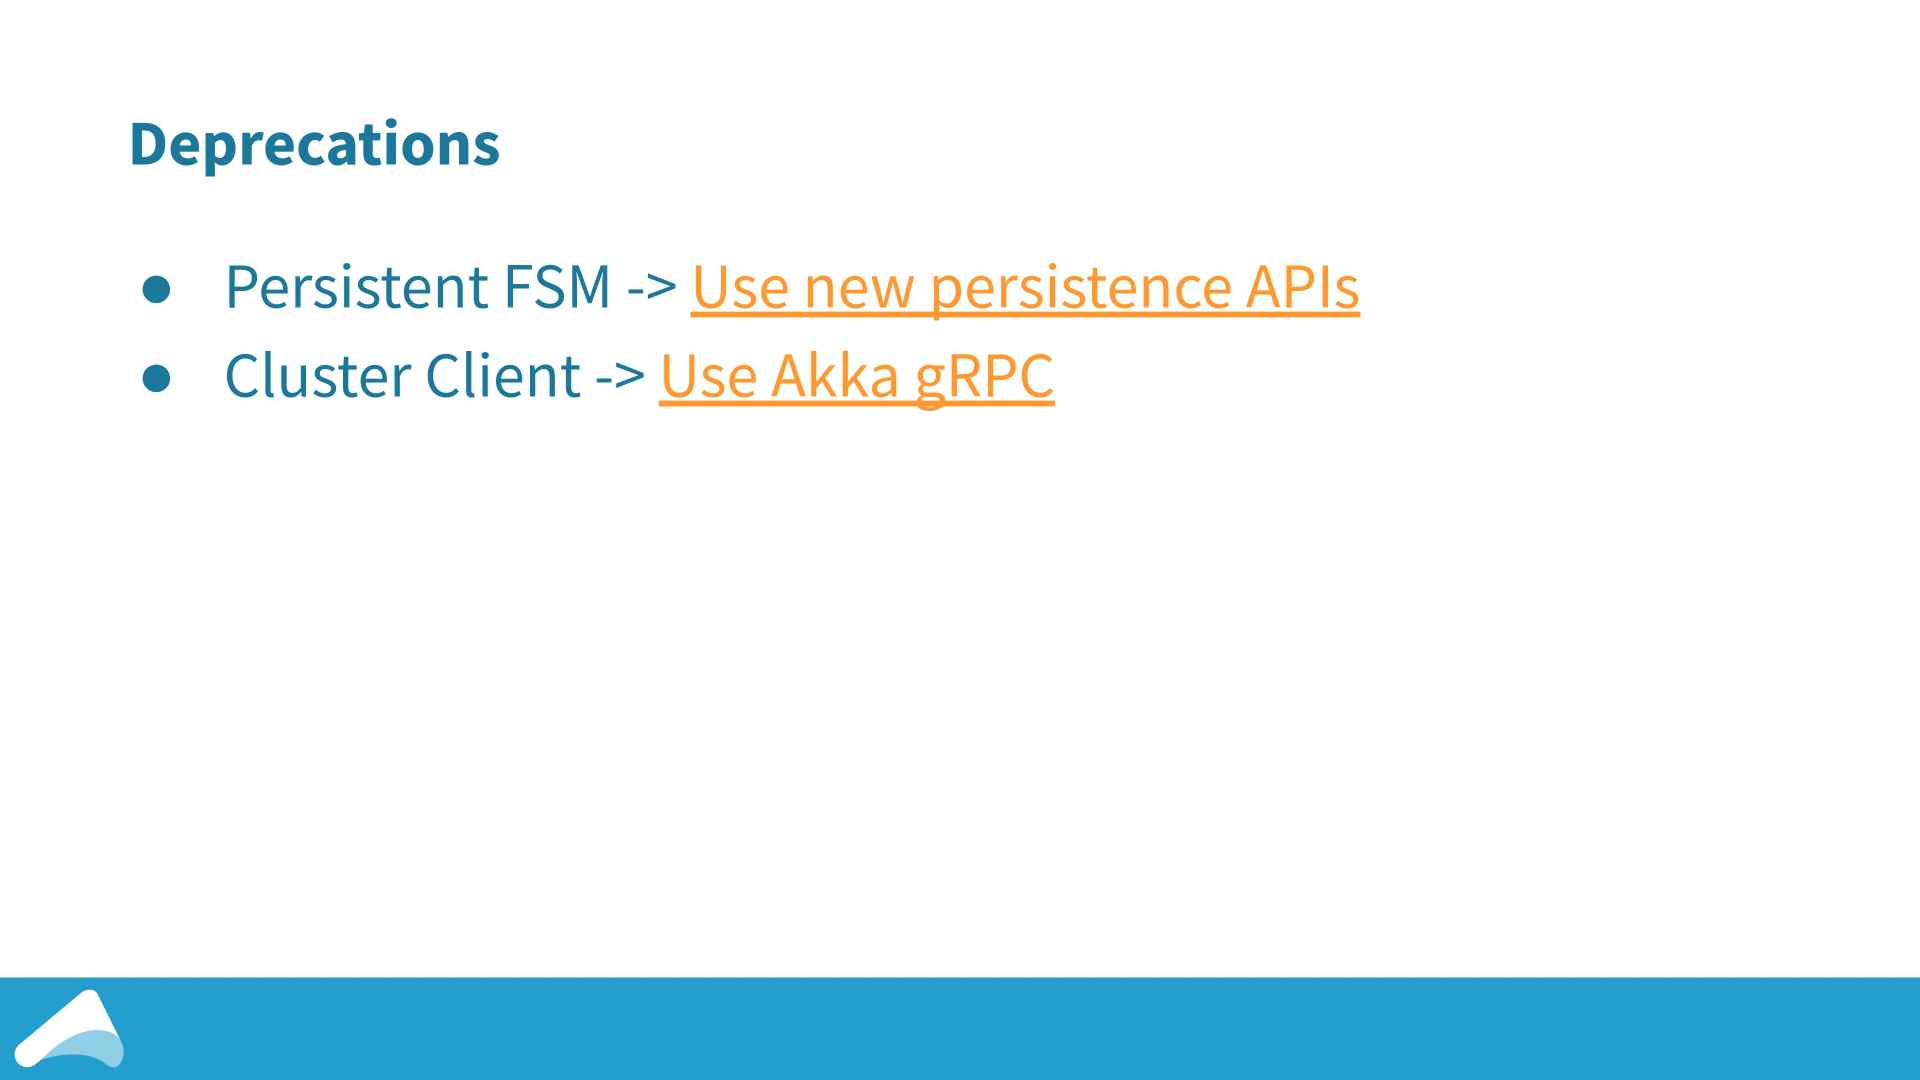 Deprecations
● Persistent FSM -> Use new persistence APIs
● Cluster Client -> Use Akka gRPC